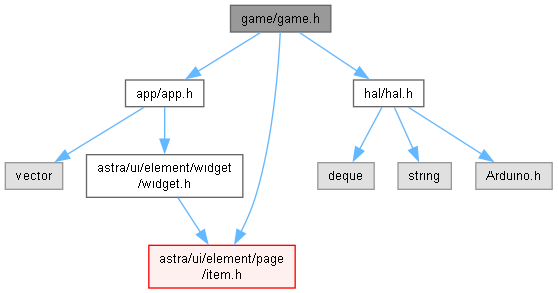 game/game.h
app/app.h
hal/hal.h
vector
astra/ui/element/widget
/widget.h
deque
string
Arduino.h
astra/ui/element/page
/item.h